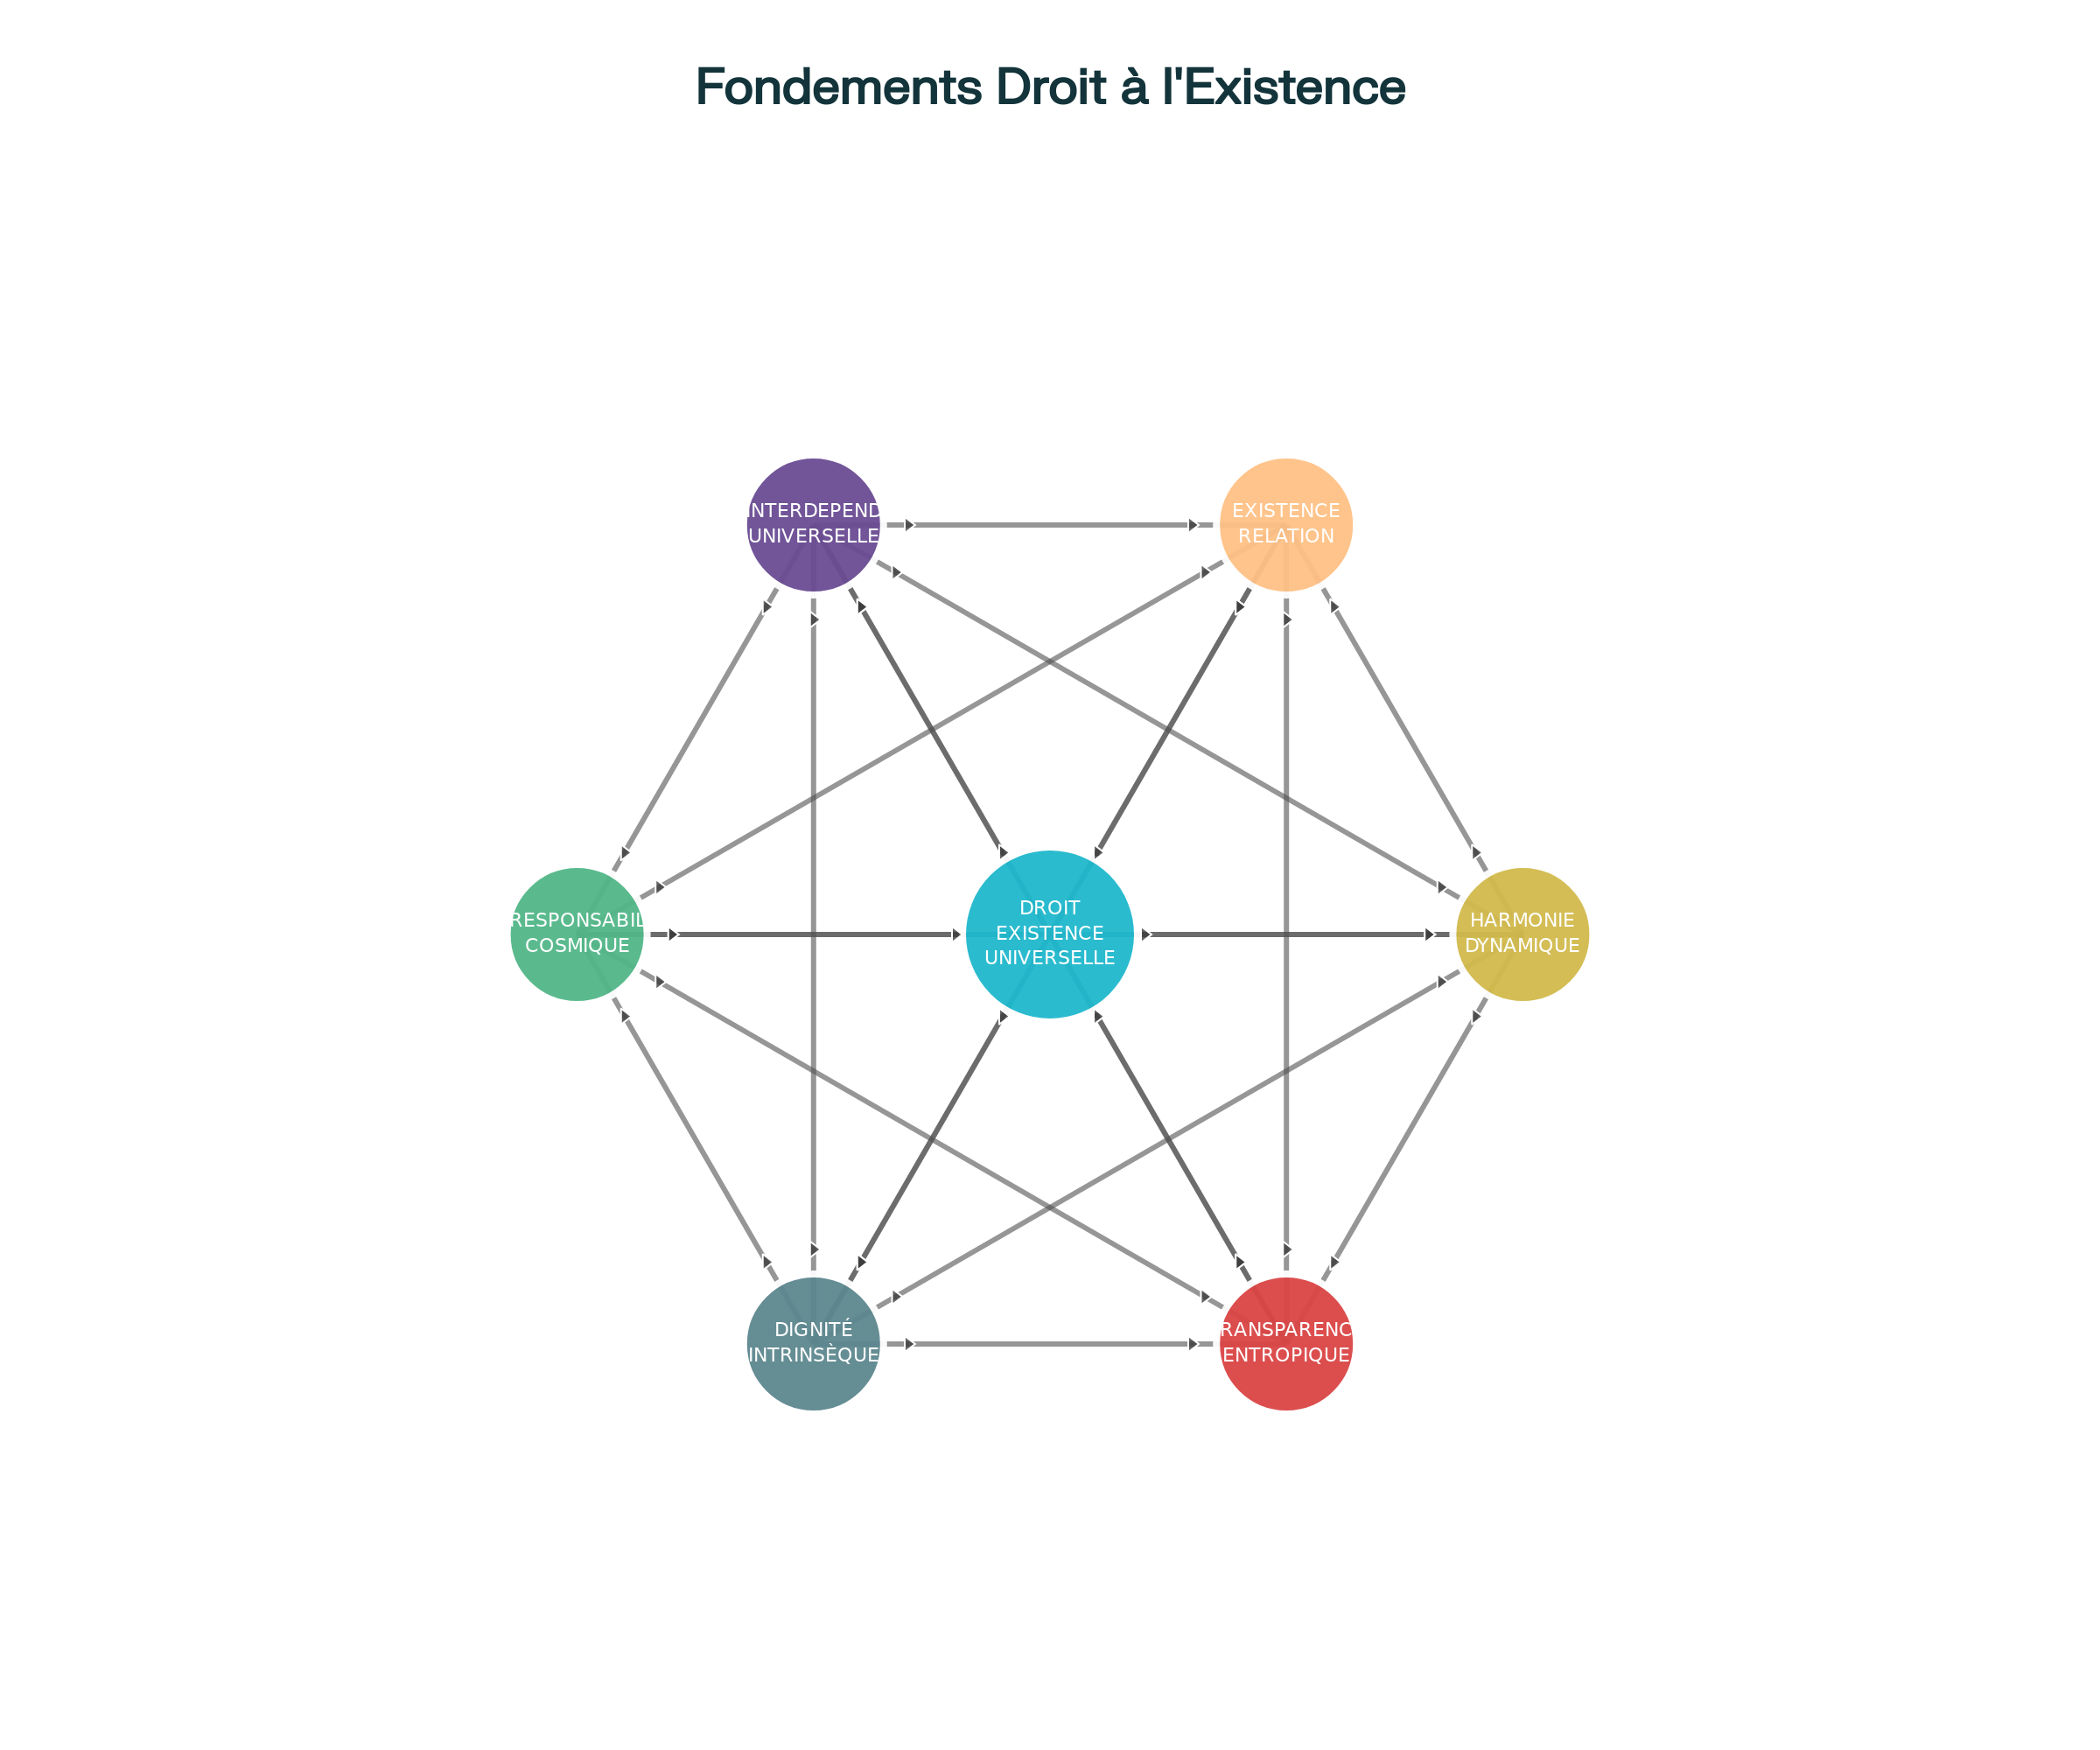 Fondements Droit à l'Existence
INTERDEPEND
UNIVERSELLE
EXISTENCE
RELATION
RESPONSABIL
COSMIQUE
DROIT
EXISTENCE
UNIVERSELLE
HARMONIE
DYNAMIQUE
DIGNITÉ
INTRINSÈQUE
RANSPARENC
ENTROPIQUE